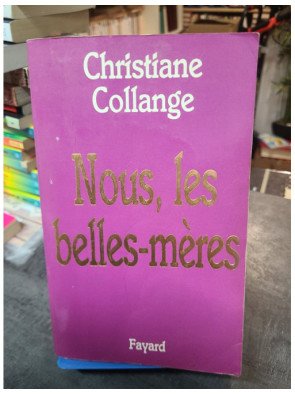 Christiane
Collange
Nous, les
belles-mères
Fayard